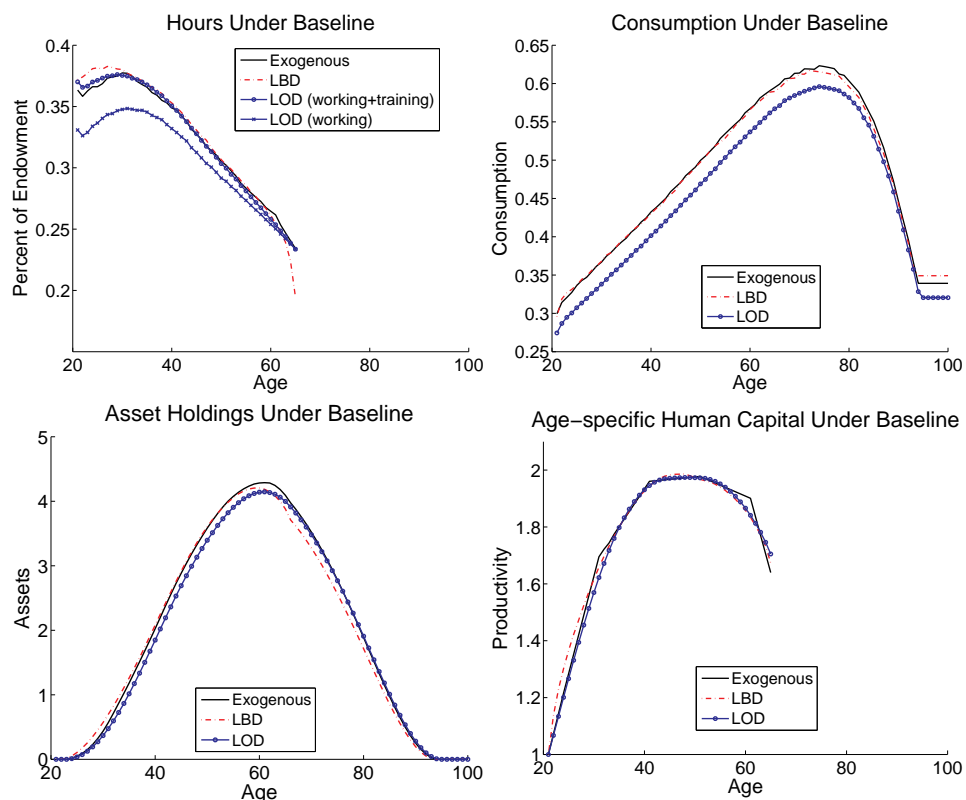 Hours Under Baseline
Percent of Endowment
0.4
0.35
0.3
0.25
0.2
20 40 60 80 100
Age
Exogenous
LBD
LOD (working+training)
LOD (working)
Consumption Under Baseline
Consumption
0.65
0.6
0.55
0.5
0.45
0.4
0.35
0.3
0.25
20 40 60 80 100
Age
Exogenous
LBD
LOD
Asset Holdings Under Baseline
Assets
5
4
3
2
1
0
20 40 60 80 100
Age
Exogenous
LBD
LOD
Age−specific Human Capital Under Baseline
Productivity
2
1.8
1.6
1.4
1.2
1
20 40 60 80 100
Age
Exogenous
LBD
LOD